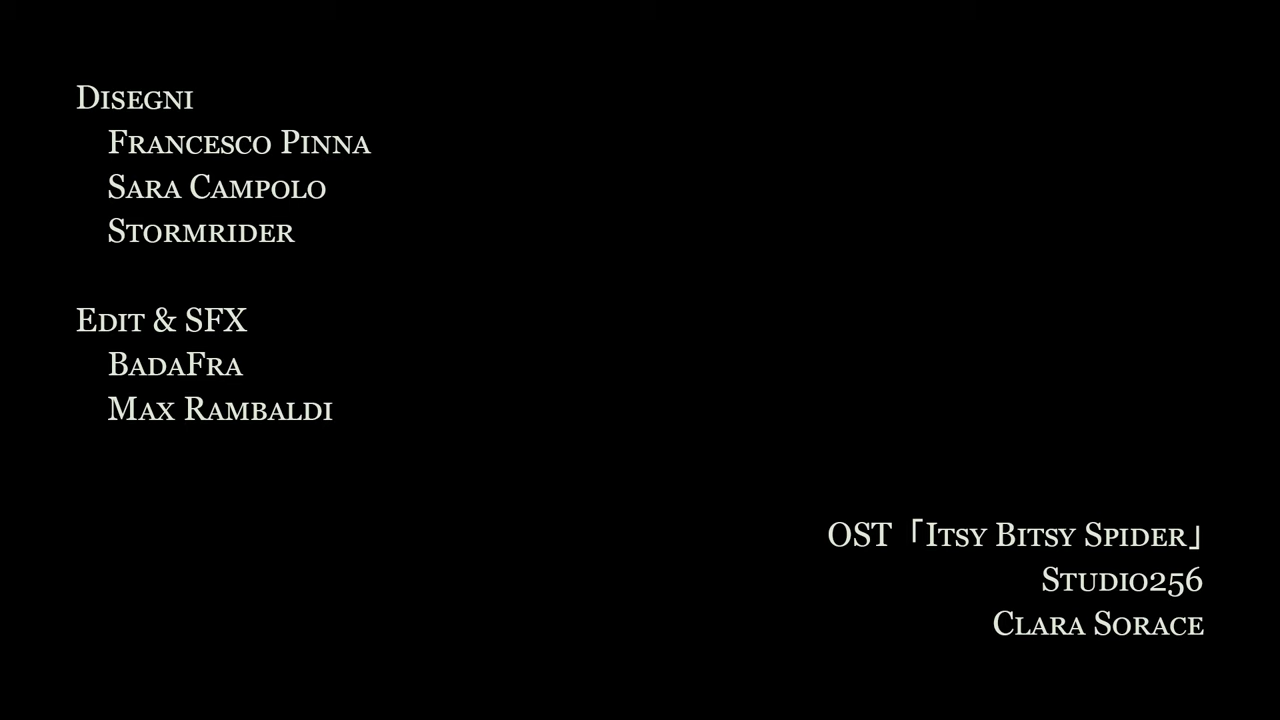 Disegni
Francesco Pinna
Sara Campolo
Stormrider
Edit & SFX
BadaFra
Max Rambaldi
OST「Itsy Bitsy Spider」
Studio256
Clara Sorace